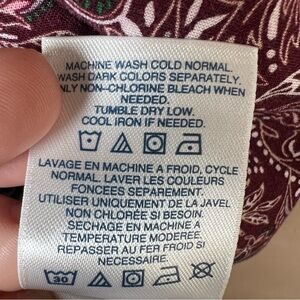 MACHINE WASH COLD NORMAL.
WASH DARK COLORS SEPARATELY.
ONLY NON-CHLORINE BLEACH WHEN
NEEDED.
TUMBLE DRY LOW.
COOL IRON IF NEEDED.
LAVAGE EN MACHINE A FROID, CYCLE
NORMAL. LAVER LES COULEURS
FONCEES SEPAREMENT.
UTILISER UNIQUEMENT DE LA JAVEL
NON CHLORÉE SI BESOIN.
SECHAGE EN MACHINE A
TEMPERATURE MODEREE.
REPASSER AU FER FROID SI
NECESSAIRE.
30